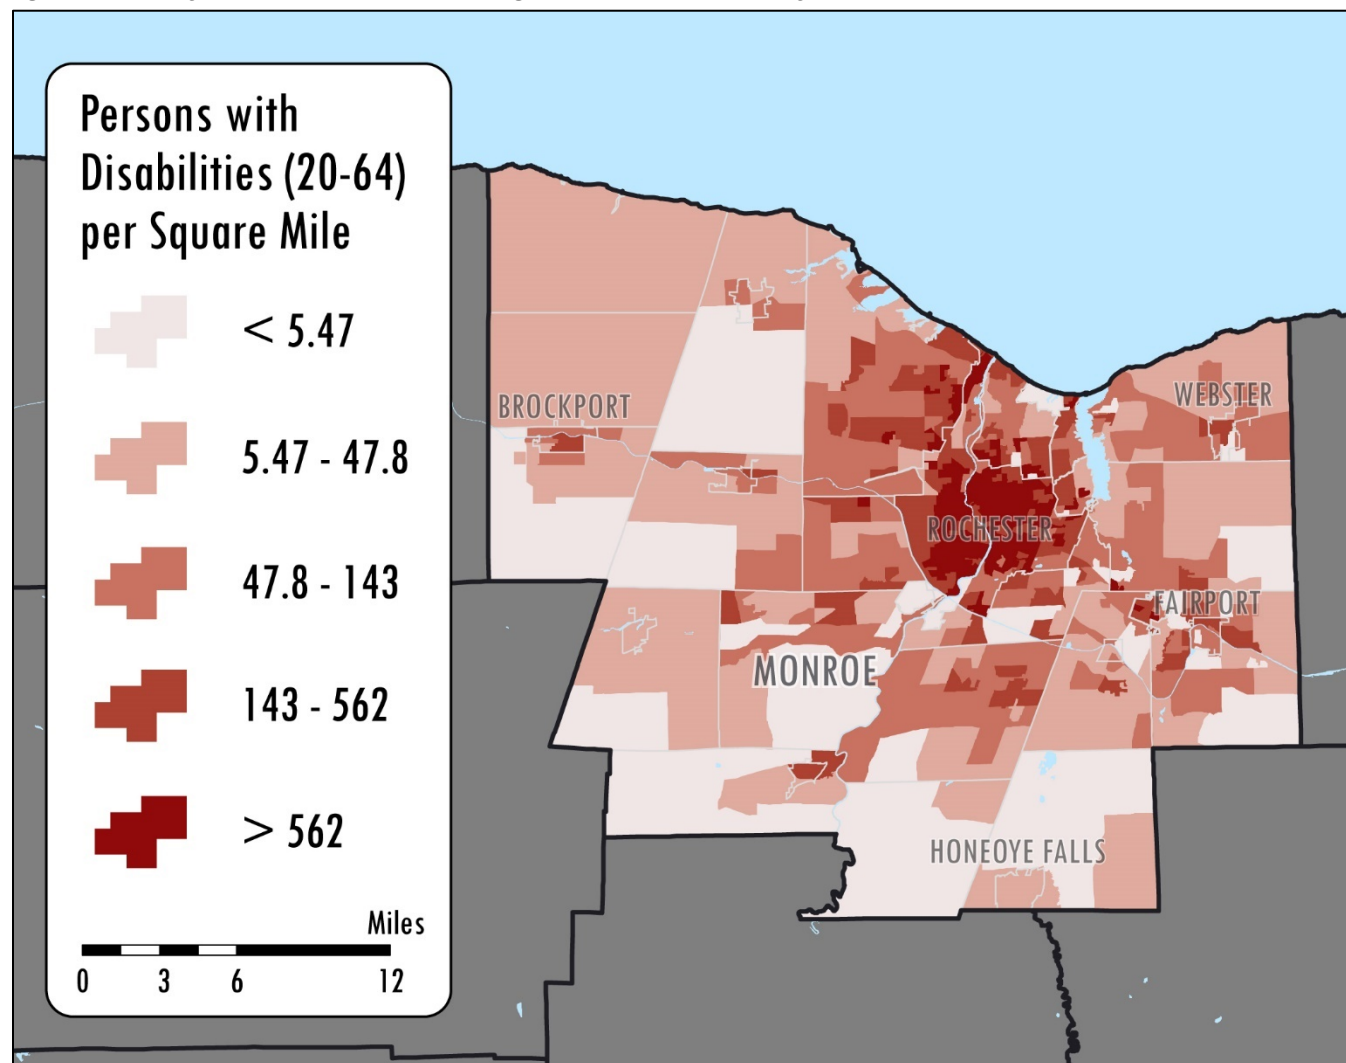 Persons with
Disabilities (20-64)
per Square Mile
< 5.47
5.47 - 47.8
47.8 - 143
143 - 562
> 562
Miles
0 3 6 12
BROCKPORT
WEBSTER
ROCHESTER
FAIRPORT
MONROE
HONEOYE FALLS